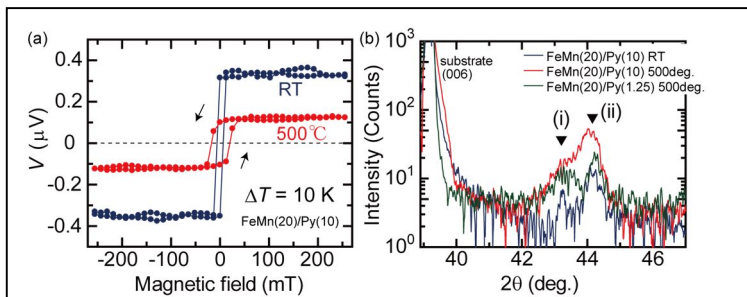 (a)
0.4
0.2
0
-0.2
-0.4
V (μV)
RT
500℃
ΔT = 10 K
FeMn(20)/Py(10)
-200 -100 0 100 200
Magnetic field (mT)
(b)
10³
10²
10¹
10⁰
Intensity (Counts)
substrate
(006)
FeMn(20)/Py(10) RT
FeMn(20)/Py(10) 500deg.
FeMn(20)/Py(1.25) 500deg.
(i)
(ii)
40 42 44 46
2θ (deg.)